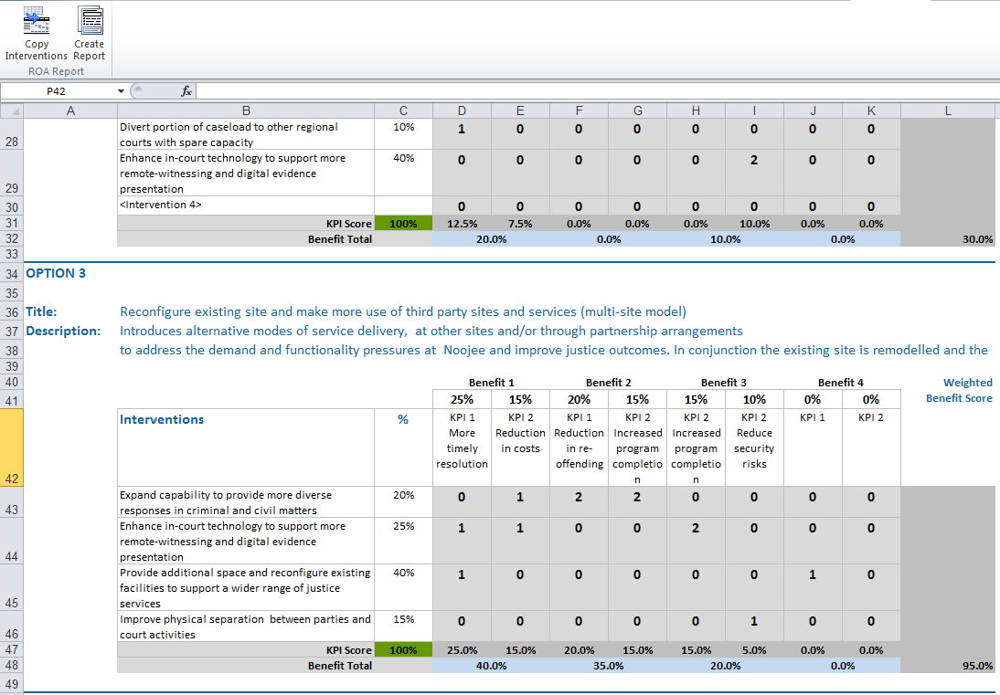 Copy Create
Interventions Report
ROA Report
P42 fx
A B C D E F G H I J K L
28 Divert portion of caseload to other regional 10% 1 0 0 0 0 0 0 0
courts with spare capacity
29 Enhance in-court technology to support more 40% 0 0 0 0 0 2 0 0
remote-witnessing and digital evidence
presentation
30 <Intervention 4> 0 0 0 0 0 0 0 0
31 KPI Score 100% 12.5% 7.5% 0.0% 0.0% 0.0% 10.0% 0.0% 0.0%
32 Benefit Total 20.0% 0.0% 10.0% 0.0% 30.0%
33
34 OPTION 3
35
36 Title: Reconfigure existing site and make more use of third party sites and services (multi-site model)
37 Description: Introduces alternative modes of service delivery, at other sites and/or through partnership arrangements
38 to address the demand and functionality pressures at Noojee and improve justice outcomes. In conjunction the existing site is remodelled and the
39
40 Benefit 1 Benefit 2 Benefit 3 Benefit 4 Weighted
41 25% 15% 20% 15% 15% 10% 0% 0% Benefit Score
42 Interventions % KPI 1 KPI 2 KPI 1 KPI 2 KPI 2 KPI 2 KPI 1 KPI 2
More Reduction Reduction Increased Increased Reduce
timely in costs in re- program program security
resolution offending completio completio risks
n n
43 Expand capability to provide more diverse 20% 0 1 2 2 0 0 0 0
responses in criminal and civil matters
44 Enhance in-court technology to support more 25% 1 1 0 0 2 0 0 0
remote-witnessing and digital evidence
presentation
45 Provide additional space and reconfigure existing 40% 1 0 0 0 0 0 1 0
facilities to support a wider range of justice
services
46 Improve physical separation between parties and 15% 0 0 0 0 0 1 0 0
court activities
47 KPI Score 100% 25.0% 15.0% 20.0% 15.0% 15.0% 5.0% 0.0% 0.0%
48 Benefit Total 40.0% 35.0% 20.0% 0.0% 95.0%
49